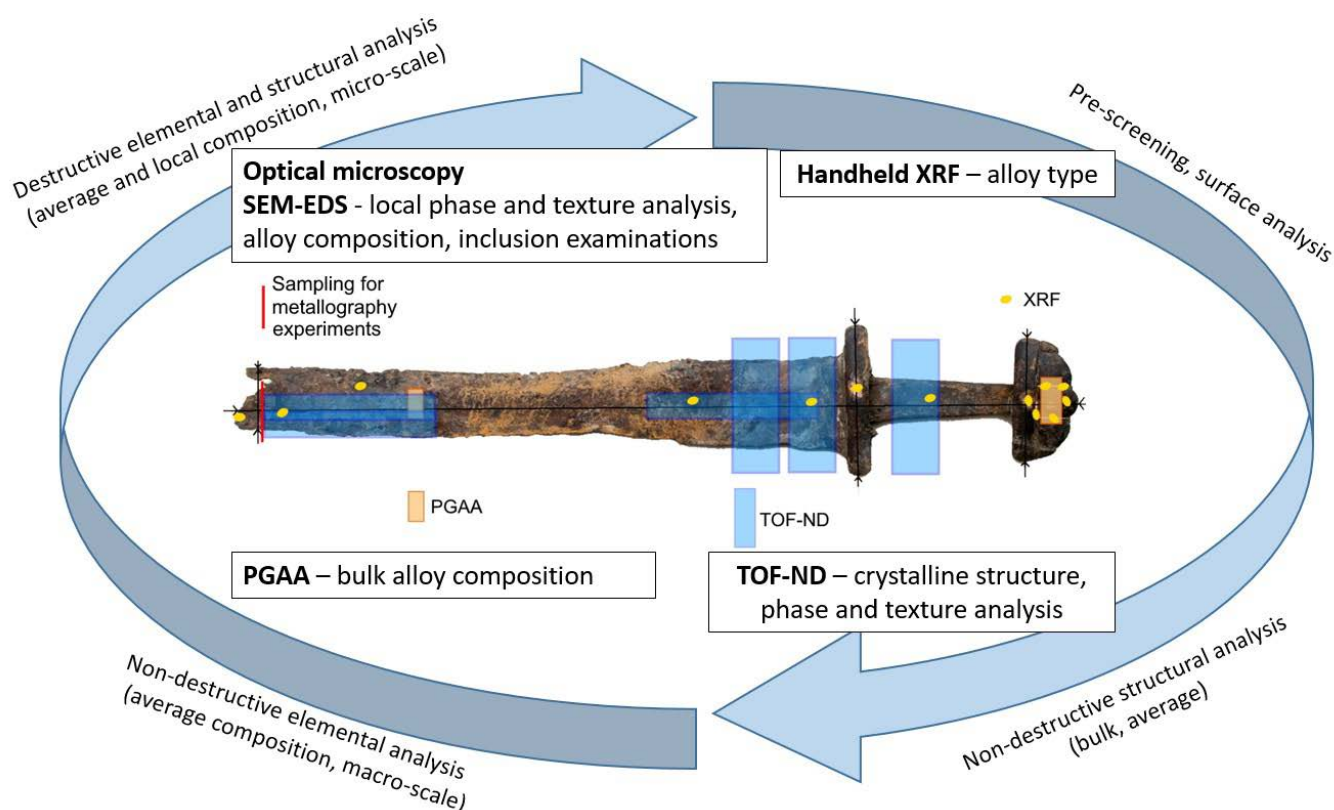 Destructive elemental and structural analysis
(average and local composition, micro-scale)
Pre-screening, surface analysis
Optical microscopy
SEM-EDS - local phase and texture analysis,
alloy composition, inclusion examinations
Handheld XRF – alloy type
Sampling for
metallography
experiments
XRF
PGAA
TOF-ND
PGAA – bulk alloy composition
TOF-ND – crystalline structure,
phase and texture analysis
Non-destructive elemental analysis
(average composition, macro-scale)
Non-destructive structural analysis
(bulk, average)